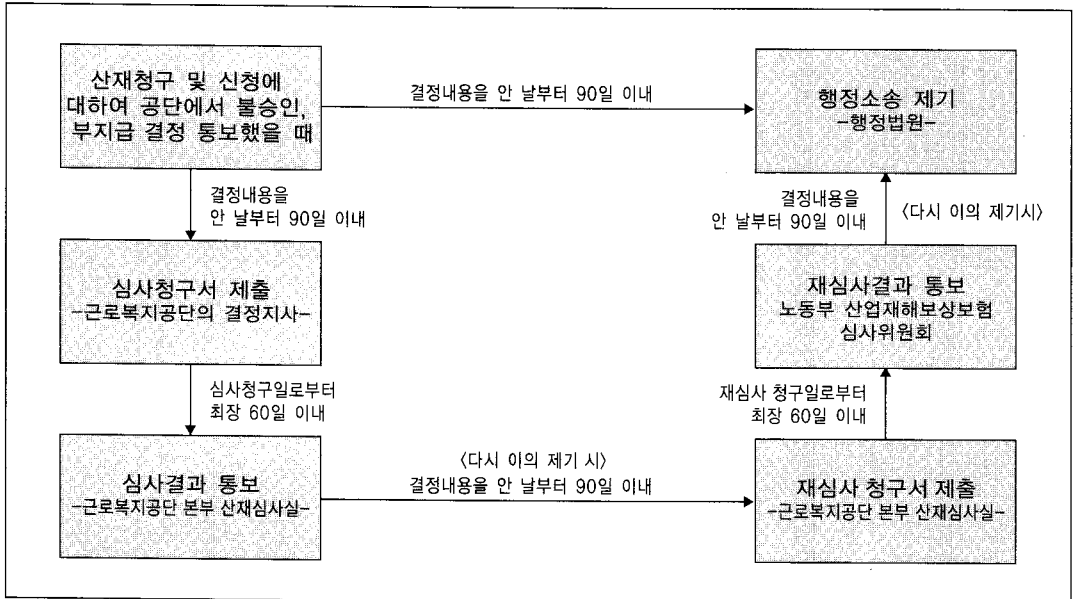 산재청구 및 신청에
대하여 공단에서 불승인,
부지급 결정 통보했을 때
결정내용을 안 날부터 90일 이내
행정소송 제기
-행정법원-
결정내용을
안 날부터 90일 이내
결정내용을
안 날부터 90일 이내
〈다시 이의 제기시〉
심사청구서 제출
-근로복지공단의 결정지사-
재심사결과 통보
노동부 산업재해보상보험
심사위원회
심사청구일로부터
최장 60일 이내
재심사 청구일로부터
최장 60일 이내
심사결과 통보
-근로복지공단 본부 산재심사실-
〈다시 이의 제기 시〉
결정내용을 안 날부터 90일 이내
재심사 청구서 제출
-근로복지공단 본부 산재심사실-